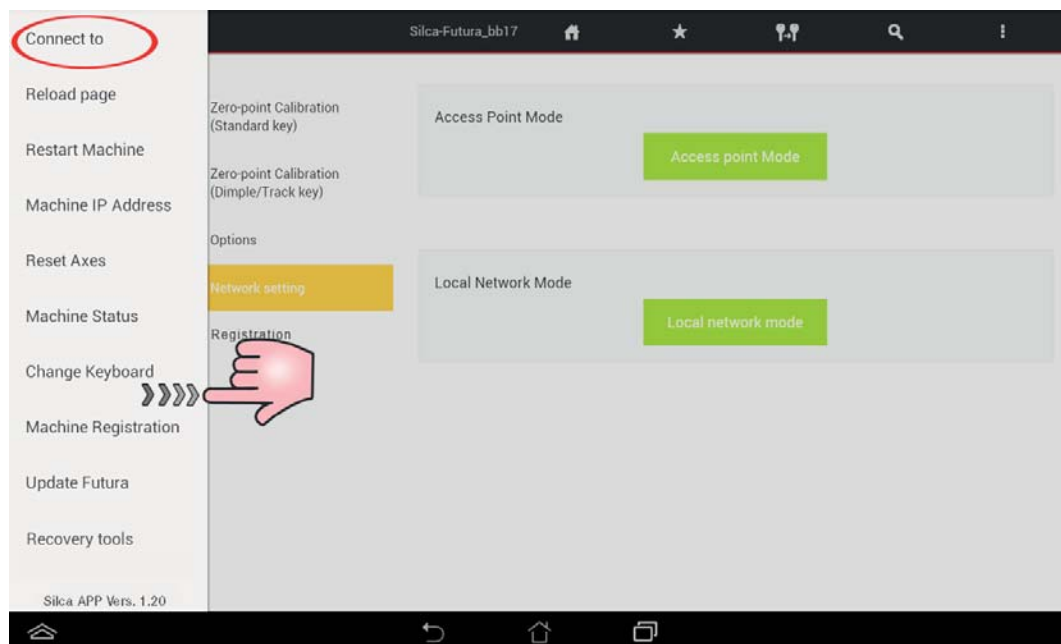 Connect to
Reload page
Restart Machine
Machine IP Address
Reset Axes
Machine Status
Change Keyboard
Machine Registration
Update Futura
Recovery tools
Silca APP Vers. 1.20
Silca-Futura_bb17
Zero-point Calibration
(Standard key)
Zero-point Calibration
(Dimple/Track key)
Options
Network setting
Registration
Access Point Mode
Access point Mode
Local Network Mode
Local network mode